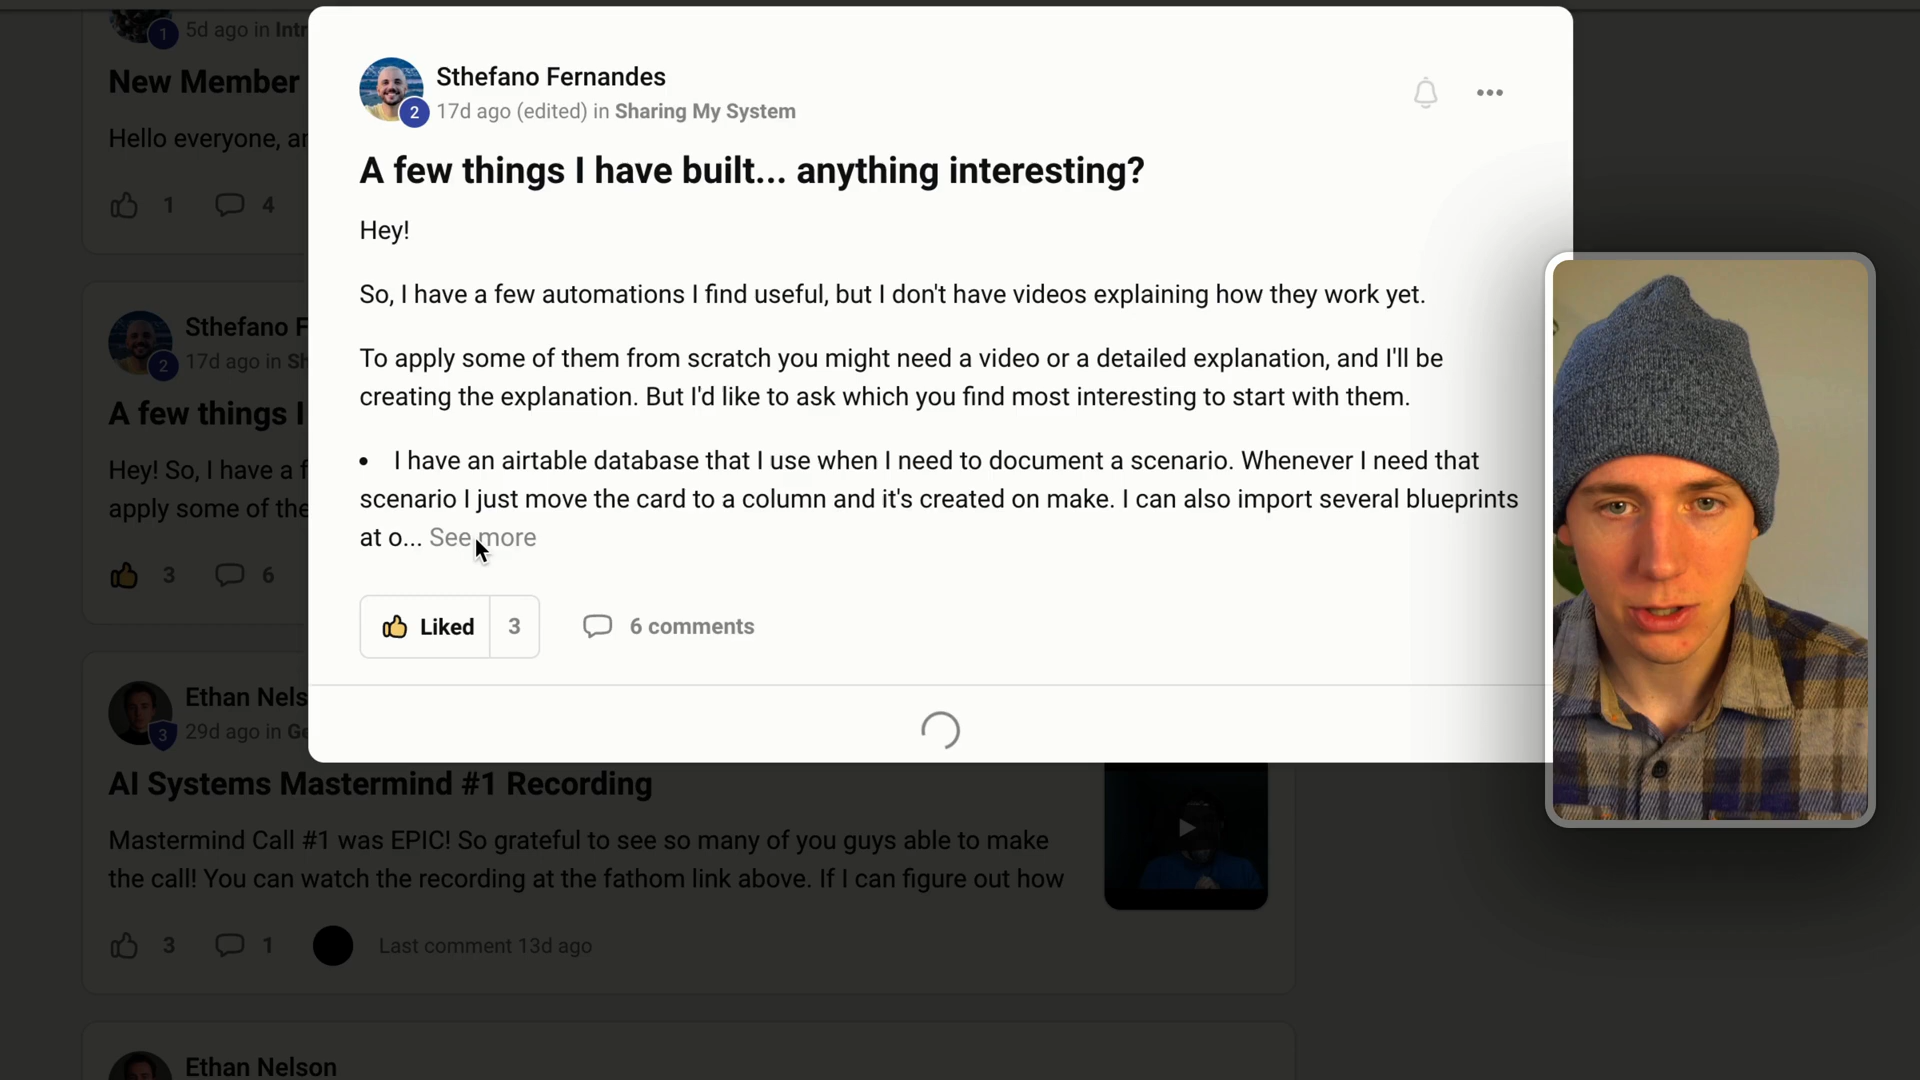 1
5d ago in Intr
New Member
Hello everyone, an
1
4
Sthefano F
2
17d ago in Sh
A few things I
Hey! So, I have a f
apply some of the
3
6
Sthefano Fernandes
2
17d ago (edited) in Sharing My System
A few things I have built... anything interesting?
Hey!
So, I have a few automations I find useful, but I don't have videos explaining how they work yet.
To apply some of them from scratch you might need a video or a detailed explanation, and I'll be
creating the explanation. But I'd like to ask which you find most interesting to start with them.
• I have an airtable database that I use when I need to document a scenario. Whenever I need that
scenario I just move the card to a column and it's created on make. I can also import several blueprints
at o... See more
Liked 3 6 comments
Ethan Nels
3
29d ago in Ge
AI Systems Mastermind #1 Recording
Mastermind Call #1 was EPIC! So grateful to see so many of you guys able to make
the call! You can watch the recording at the fathom link above. If I can figure out how
3 1 Last comment 13d ago
Ethan Nelson